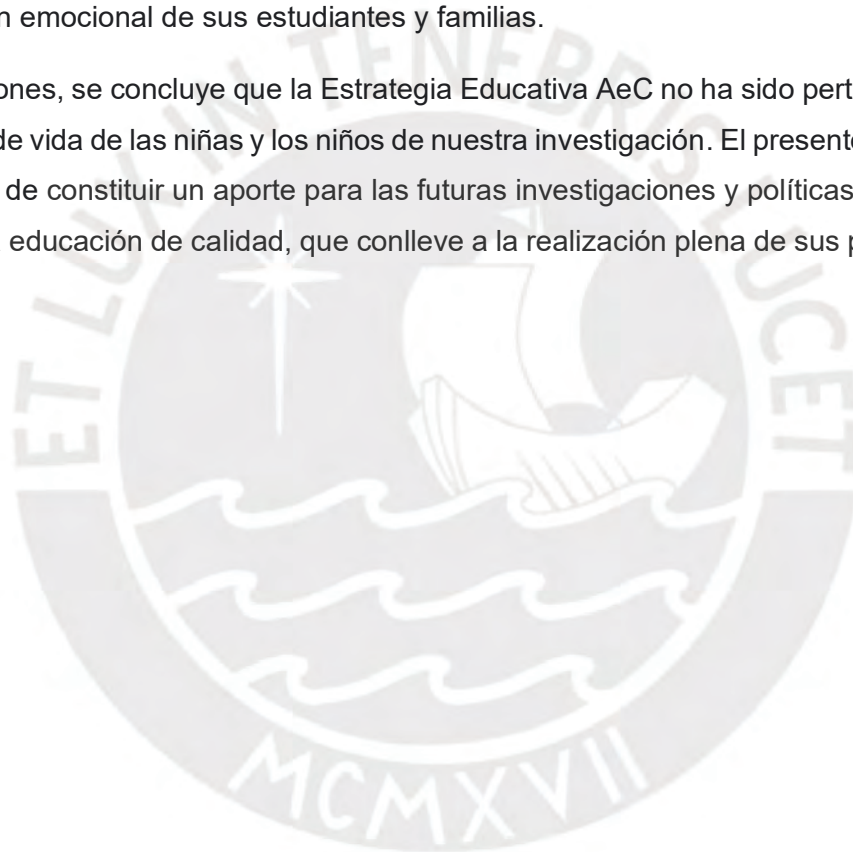 n emocional de sus estudiantes y familias.
ones, se concluye que la Estrategia Educativa AeC no ha sido pert
de vida de las niñas y los niños de nuestra investigación. El presente
de constituir un aporte para las futuras investigaciones y políticas
educación de calidad, que conlleve a la realización plena de sus p
ET LUX IN TENEBRIS LUCET
MCMXVII